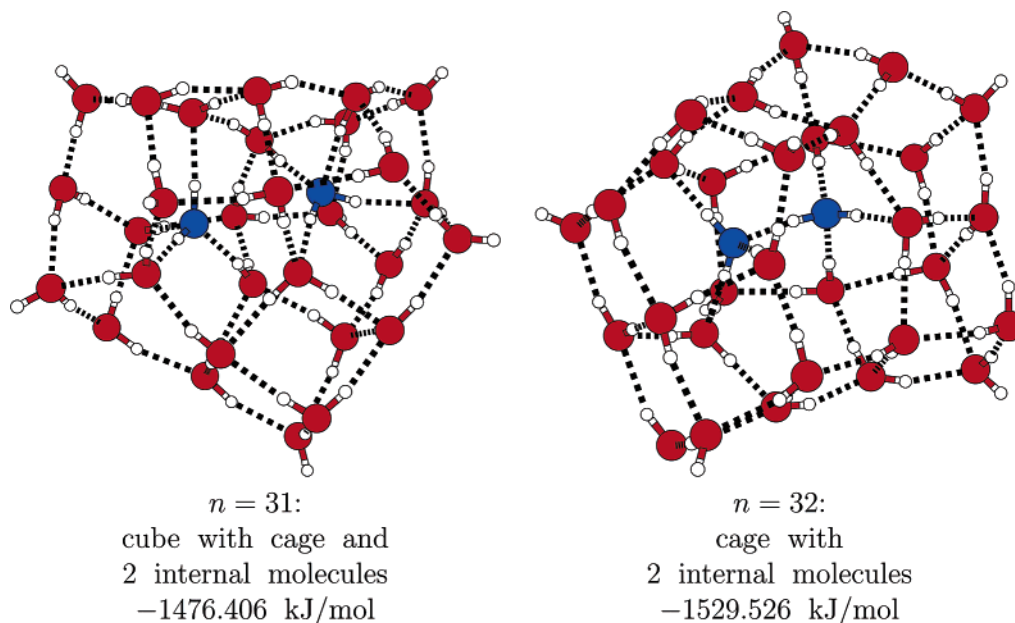 n = 31:
cube with cage and
2 internal molecules
−1476.406 kJ/mol
n = 32:
cage with
2 internal molecules
−1529.526 kJ/mol